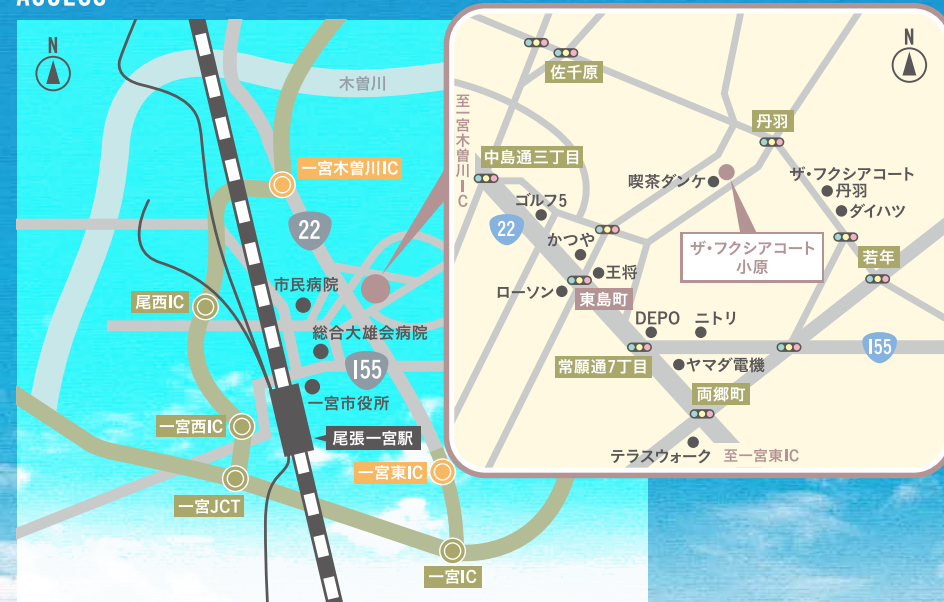 ACCESS
N
木曽川
一宮木曽川IC
22
市民病院
尾西IC
総合大雄会病院
155
一宮市役所
一宮西IC
尾張一宮駅
一宮東IC
一宮JCT
一宮IC
N
佐千原
至一宮木曽川IC
丹羽
中島通三丁目
喫茶ダンケ
ザ・フクシアコート
丹羽
ゴルフ5
ダイハツ
22
かつや
ザ・フクシアコート
小原
若年
王将
ローソン
東島町
DEPO
ニトリ
155
常願通7丁目
ヤマダ電機
両郷町
テラスウォーク
至一宮東IC